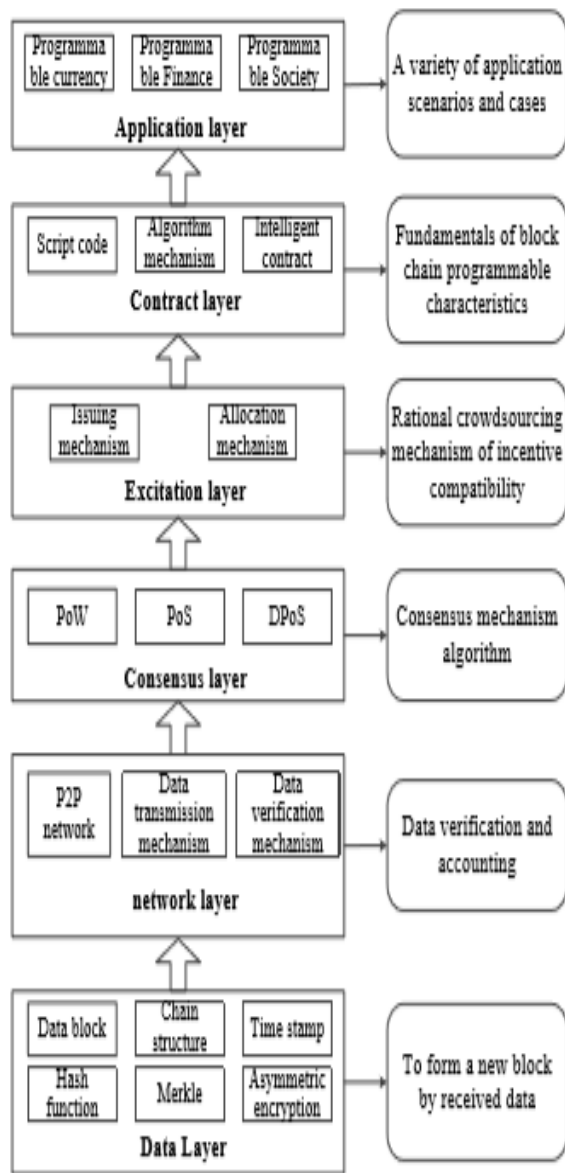 Programma
ble currency
Programma
ble Finance
Programma
ble Society
Application layer
A variety of application
scenarios and cases
Script code
Algorithm
mechanism
Intelligent
contract
Contract layer
Fundamentals of block
chain programmable
characteristics
Issuing
mechanism
Allocation
mechanism
Excitation layer
Rational crowdsourcing
mechanism of incentive
compatibility
PoW
PoS
DPoS
Consensus layer
Consensus mechanism
algorithm
P2P
network
Data
transmission
mechanism
Data
verification
mechanism
network layer
Data verification and
accounting
Data block
Chain
structure
Time stamp
Hash
function
Merkle
Asymmetric
encryption
Data Layer
To form a new block
by received data